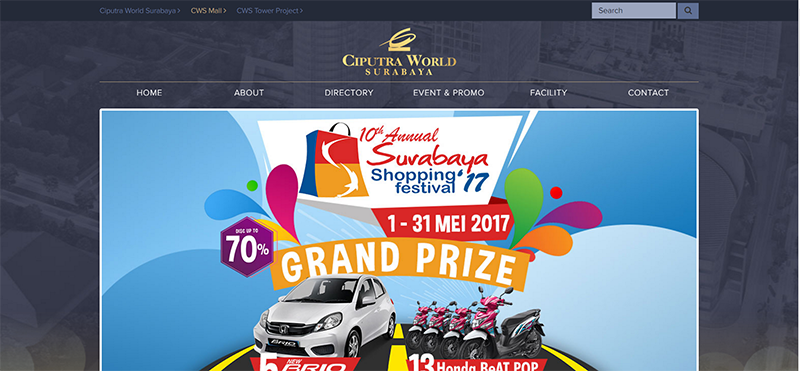 Ciputra World Surabaya > CWS Mall > CWS Tower Project >
Search
CIPUTRA WORLD
SURABAYA
HOME ABOUT DIRECTORY EVENT & PROMO FACILITY CONTACT
10th Annual
Surabaya
Shopping
festival '17
1 - 31 MEI 2017
DISC UP TO
70%
GRAND PRIZE
BRIO
5 NEW BRIO
13 Honda BeAT POP